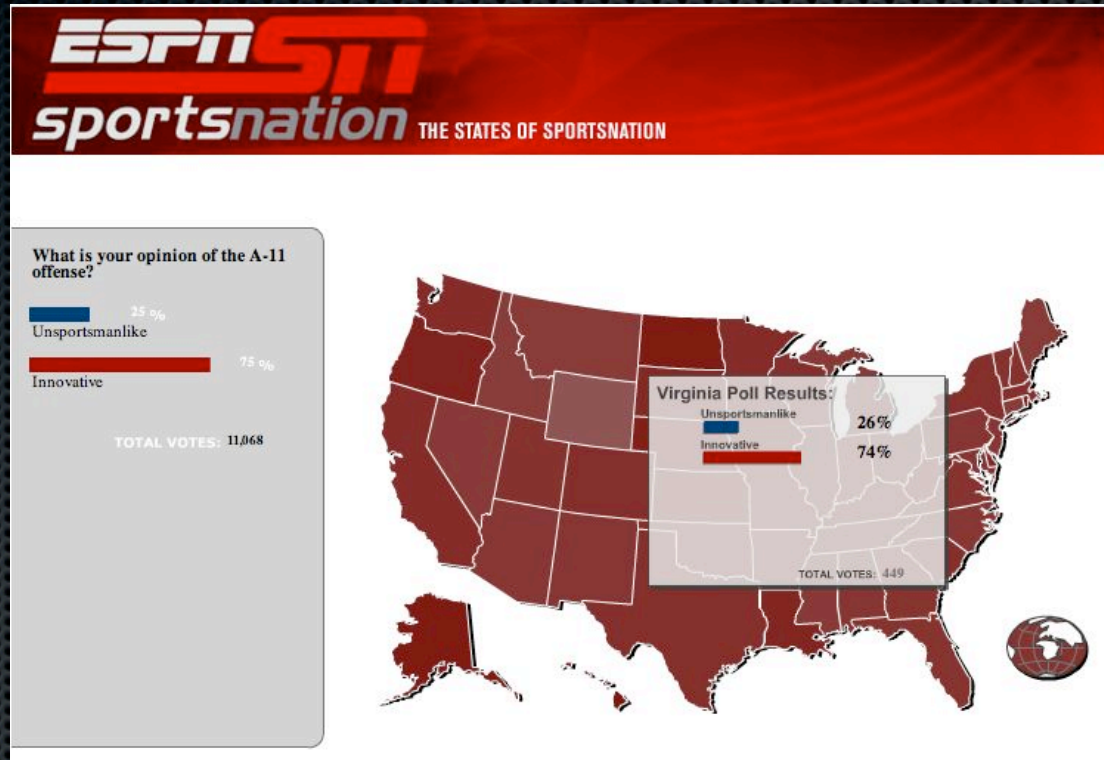 ESPN SN
sportsnation THE STATES OF SPORTSNATION
What is your opinion of the A-11
offense?
25 %
Unsportsmanlike
75 %
Innovative
TOTAL VOTES: 11,068
Virginia Poll Results:
Unsportsmanlike
26%
Innovative
74%
TOTAL VOTES: 449